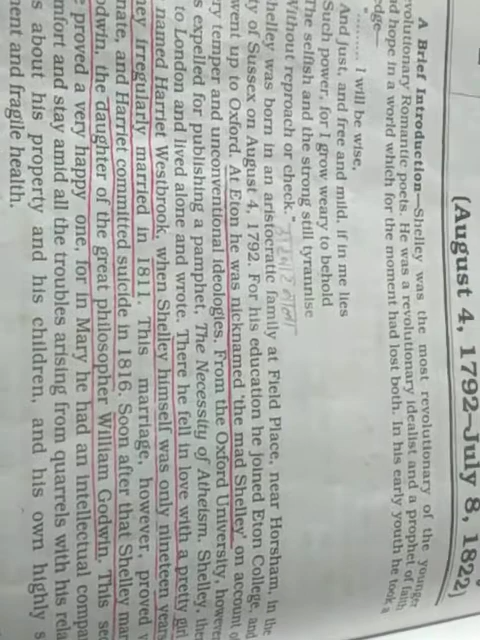 (August 4, 1792–July 8, 1822)
A Brief Introduction—Shelley was the most revolutionary of the younger
volutionary Romantic poets. He was a revolutionary idealist and a prophet of faith
d hope in a world which for the moment had lost both. In his early youth he took a
edge—
......... I will be wise,
And just, and free and mild, if in me lies
Such power, for I grow weary to behold
The selfish and the strong still tyrannise
Without reproach or check."
helley was born in an aristocratic family at Field Place, near Horsham, in the
ty of Sussex on August 4, 1792. For his education he joined Eton College, and
went up to Oxford. At Eton he was nicknamed 'the mad Shelley' on account of
ry temper and unconventional ideologies. From the Oxford University, however
s expelled for publishing a pamphlet, The Necessity of Atheism. Shelley, then
to London and lived alone and wrote. There he fell in love with a pretty girl
named Harriet Westbrook, when Shelley himself was only nineteen years
ey irregularly married in 1811. This marriage, however, proved
nate, and Harriet committed suicide in 1816. Soon after that Shelley mar
odwin, the daughter of the great philosopher William Godwin. This sec
proved a very happy one, for in Mary he had an intellectual compa
mfort and stay amid all the troubles arising from quarrels with his rela
s about his property and his children, and his own highly s
ment and fragile health.